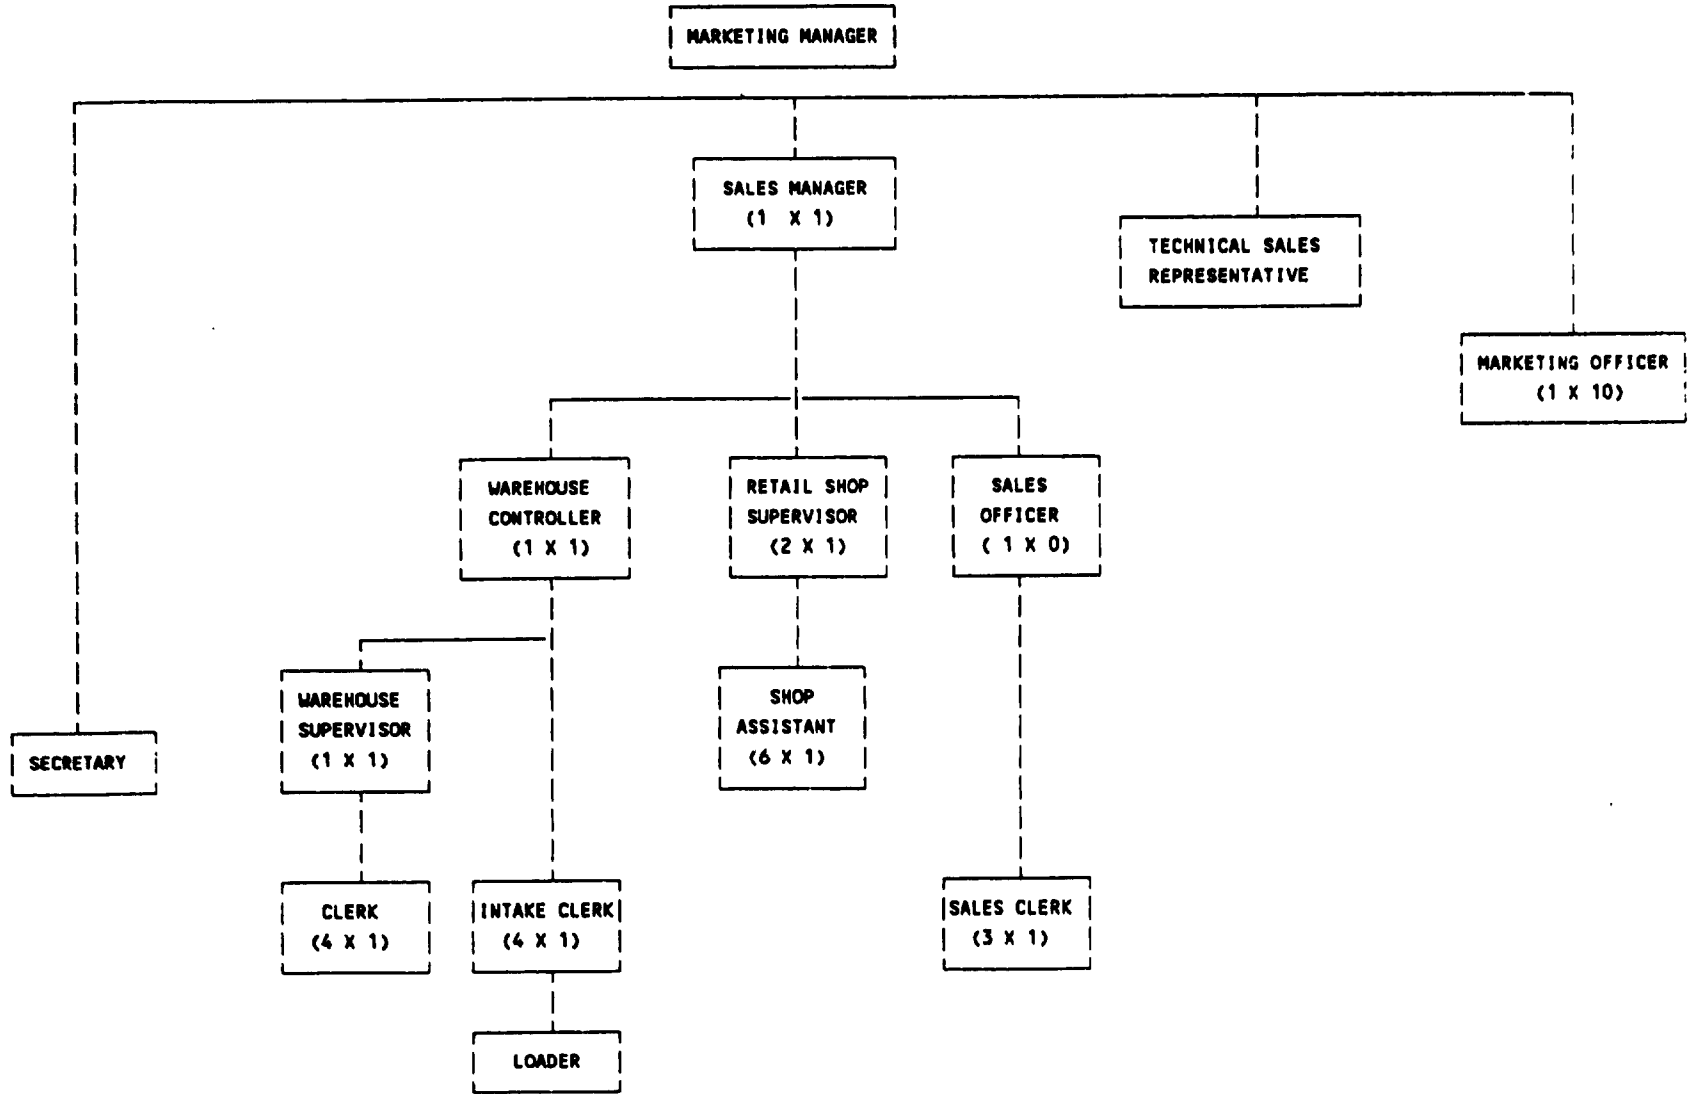 MARKETING MANAGER
SALES MANAGER
(1 X 1)
TECHNICAL SALES
REPRESENTATIVE
MARKETING OFFICER
(1 X 10)
WAREHOUSE
CONTROLLER
(1 X 1)
RETAIL SHOP
SUPERVISOR
(2 X 1)
SALES
OFFICER
( 1 X 0)
WAREHOUSE
SUPERVISOR
(1 X 1)
SHOP
ASSISTANT
(6 X 1)
SECRETARY
CLERK
(4 X 1)
INTAKE CLERK
(4 X 1)
SALES CLERK
(3 X 1)
LOADER